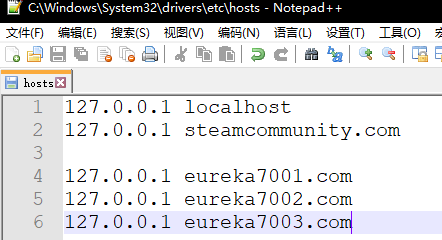 C:\Windows\System32\drivers\etc\hosts - Notepad++
文件(F) 编辑(E) 搜索(S) 视图(V) 编码(N) 语言(L) 设置(T) 工具(O)
hosts
1 127.0.0.1 localhost
2 127.0.0.1 steamcommunity.com
3
4 127.0.0.1 eureka7001.com
5 127.0.0.1 eureka7002.com
6 127.0.0.1 eureka7003.com